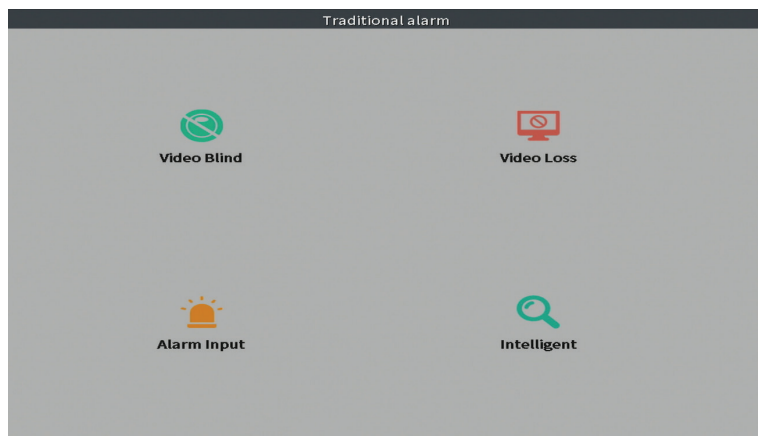 Traditional alarm
Video Blind
Video Loss
Alarm Input
Intelligent